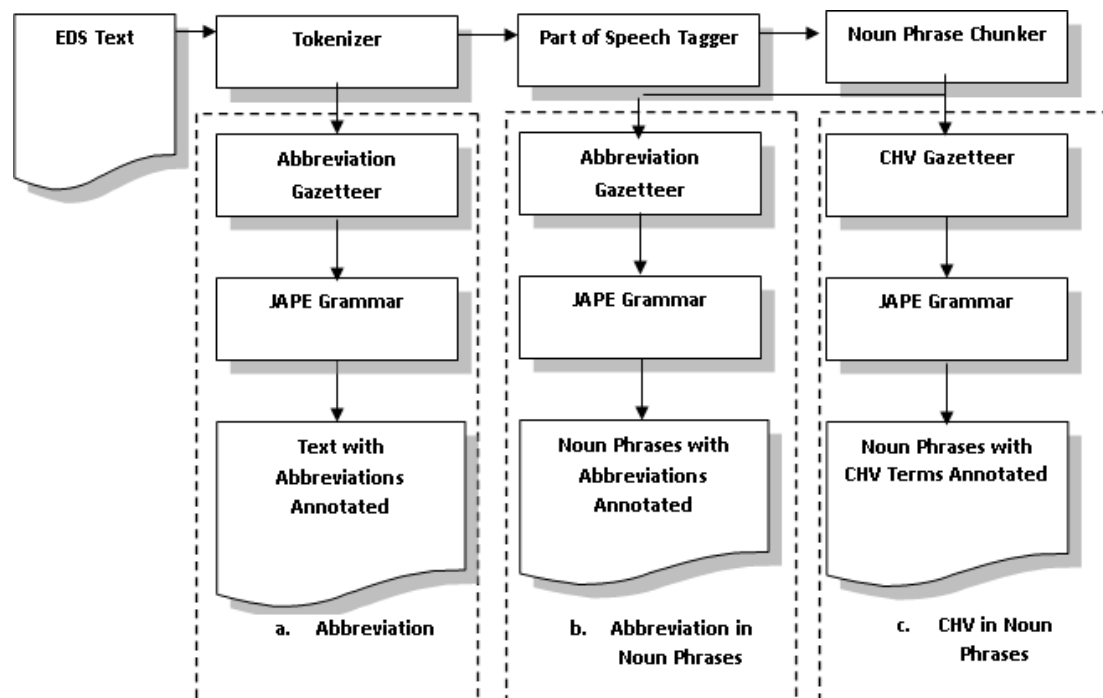 EDS Text
Tokenizer
Part of Speech Tagger
Noun Phrase Chunker
Abbreviation
Gazetteer
JAPE Grammar
Text with
Abbreviations
Annotated
a. Abbreviation
Abbreviation
Gazetteer
JAPE Grammar
Noun Phrases with
Abbreviations
Annotated
b. Abbreviation in
Noun Phrases
CHV Gazetteer
JAPE Grammar
Noun Phrases with
CHV Terms Annotated
c. CHV in Noun
Phrases